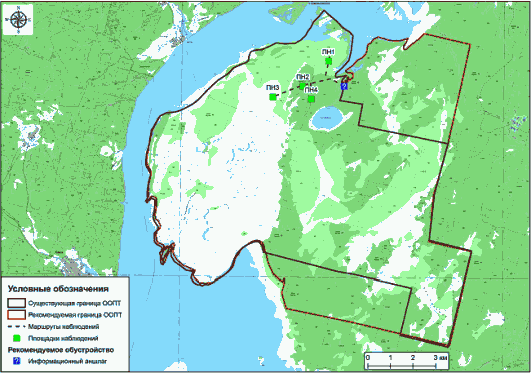 ПН1
ПН2
ПН3
ПН4
Условные обозначения
Существующая граница ООПТ
Рекомендуемая граница ООПТ
Маршруты наблюдений
Площадки наблюдений
Рекомендуемое обустройство
Информационный аншлаг
0 1 2 3 км